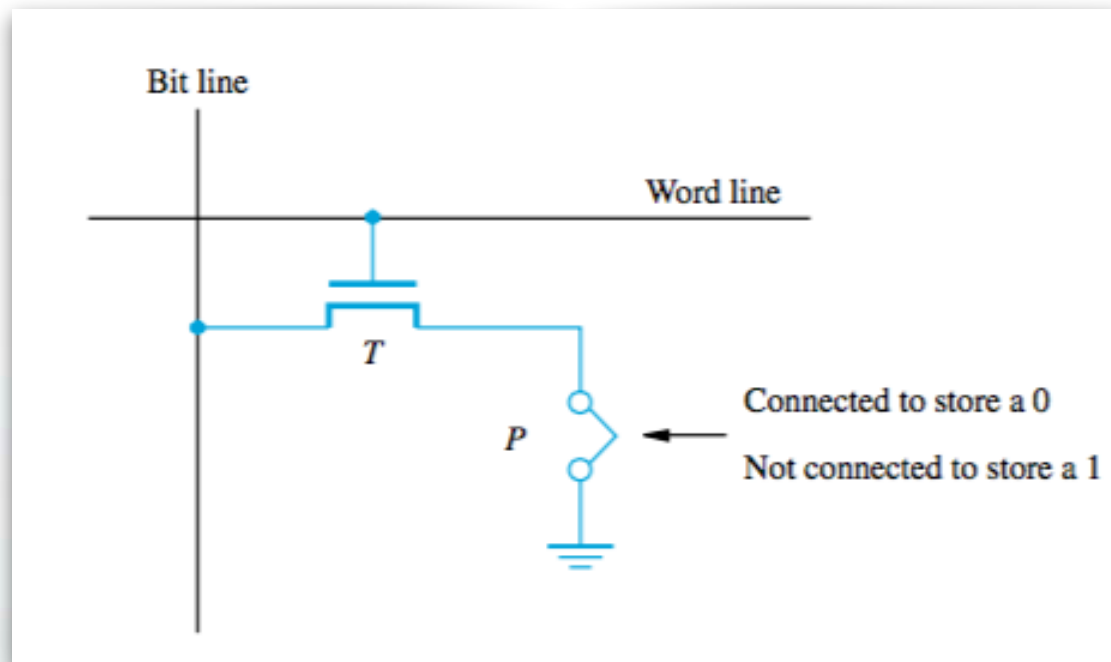 Bit line
Word line
T
P
Connected to store a 0
Not connected to store a 1